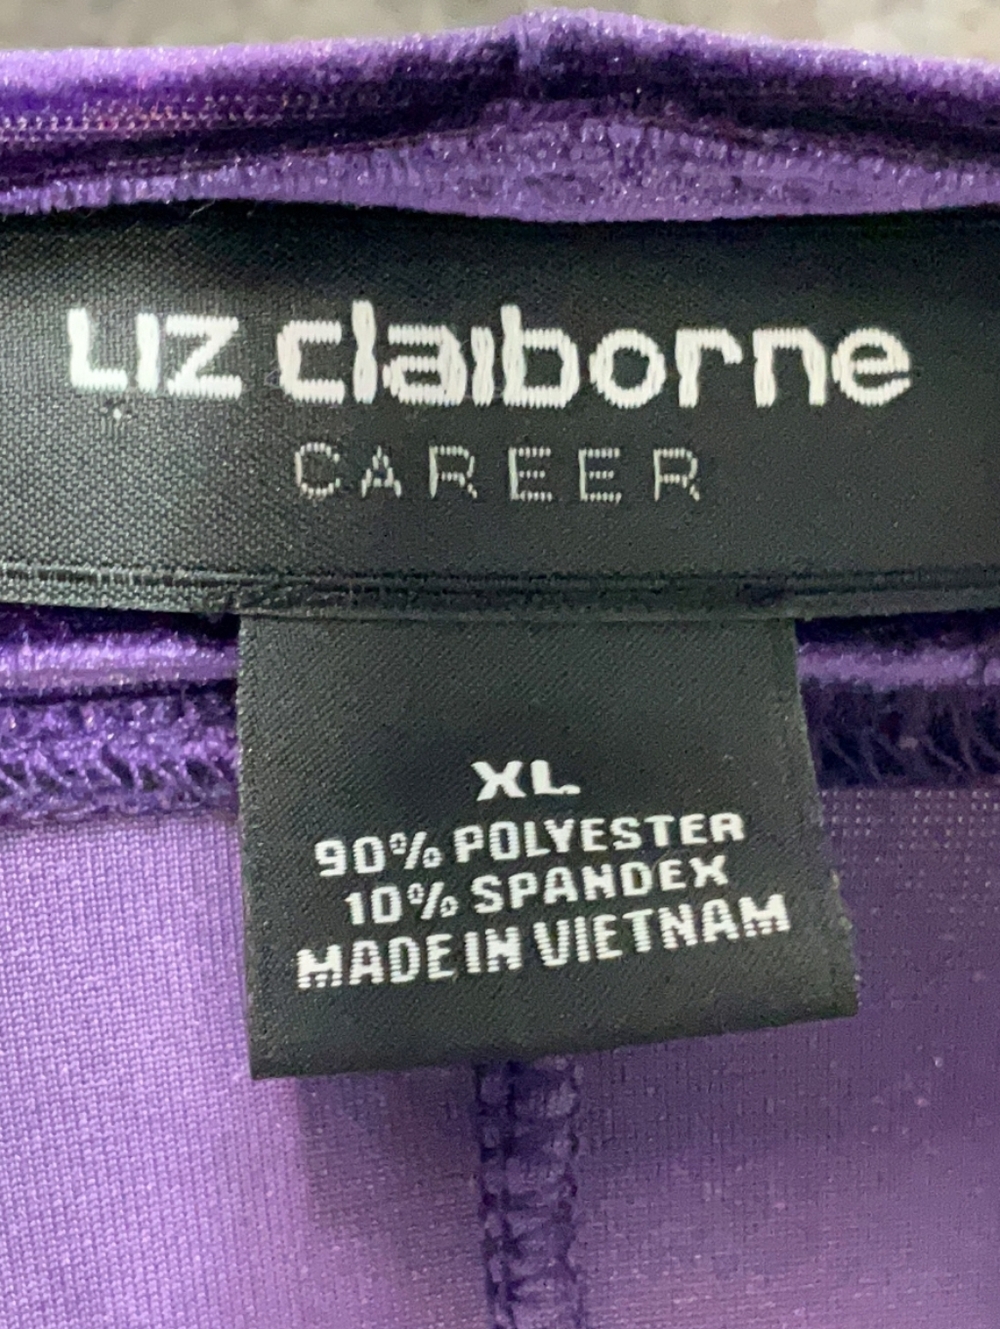 LIZ claiborne
CAREER
XL
90% POLYESTER
10% SPANDEX
MADE IN VIETNAM